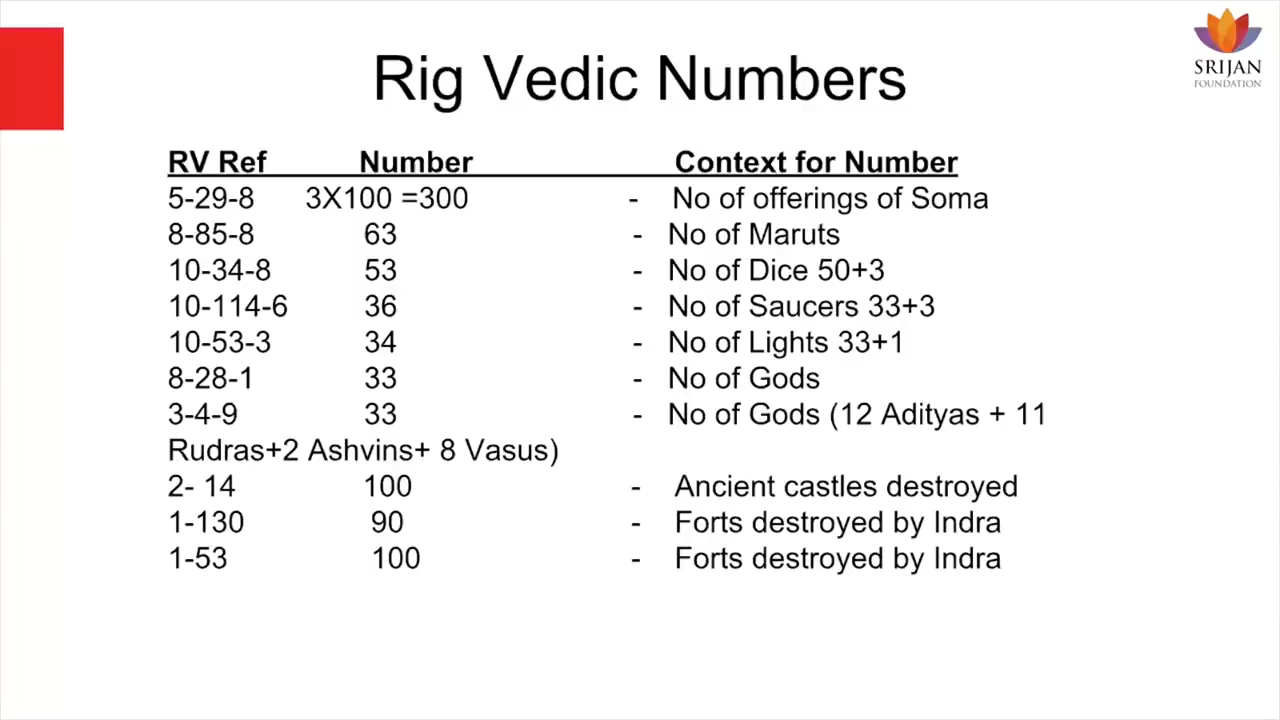 SRIJAN
FOUNDATION
Rig Vedic Numbers
RV Ref Number Context for Number
5-29-8 3X100 =300 - No of offerings of Soma
8-85-8 63 - No of Maruts
10-34-8 53 - No of Dice 50+3
10-114-6 36 - No of Saucers 33+3
10-53-3 34 - No of Lights 33+1
8-28-1 33 - No of Gods
3-4-9 33 - No of Gods (12 Adityas + 11
Rudras+2 Ashvins+ 8 Vasus)
2- 14 100 - Ancient castles destroyed
1-130 90 - Forts destroyed by Indra
1-53 100 - Forts destroyed by Indra